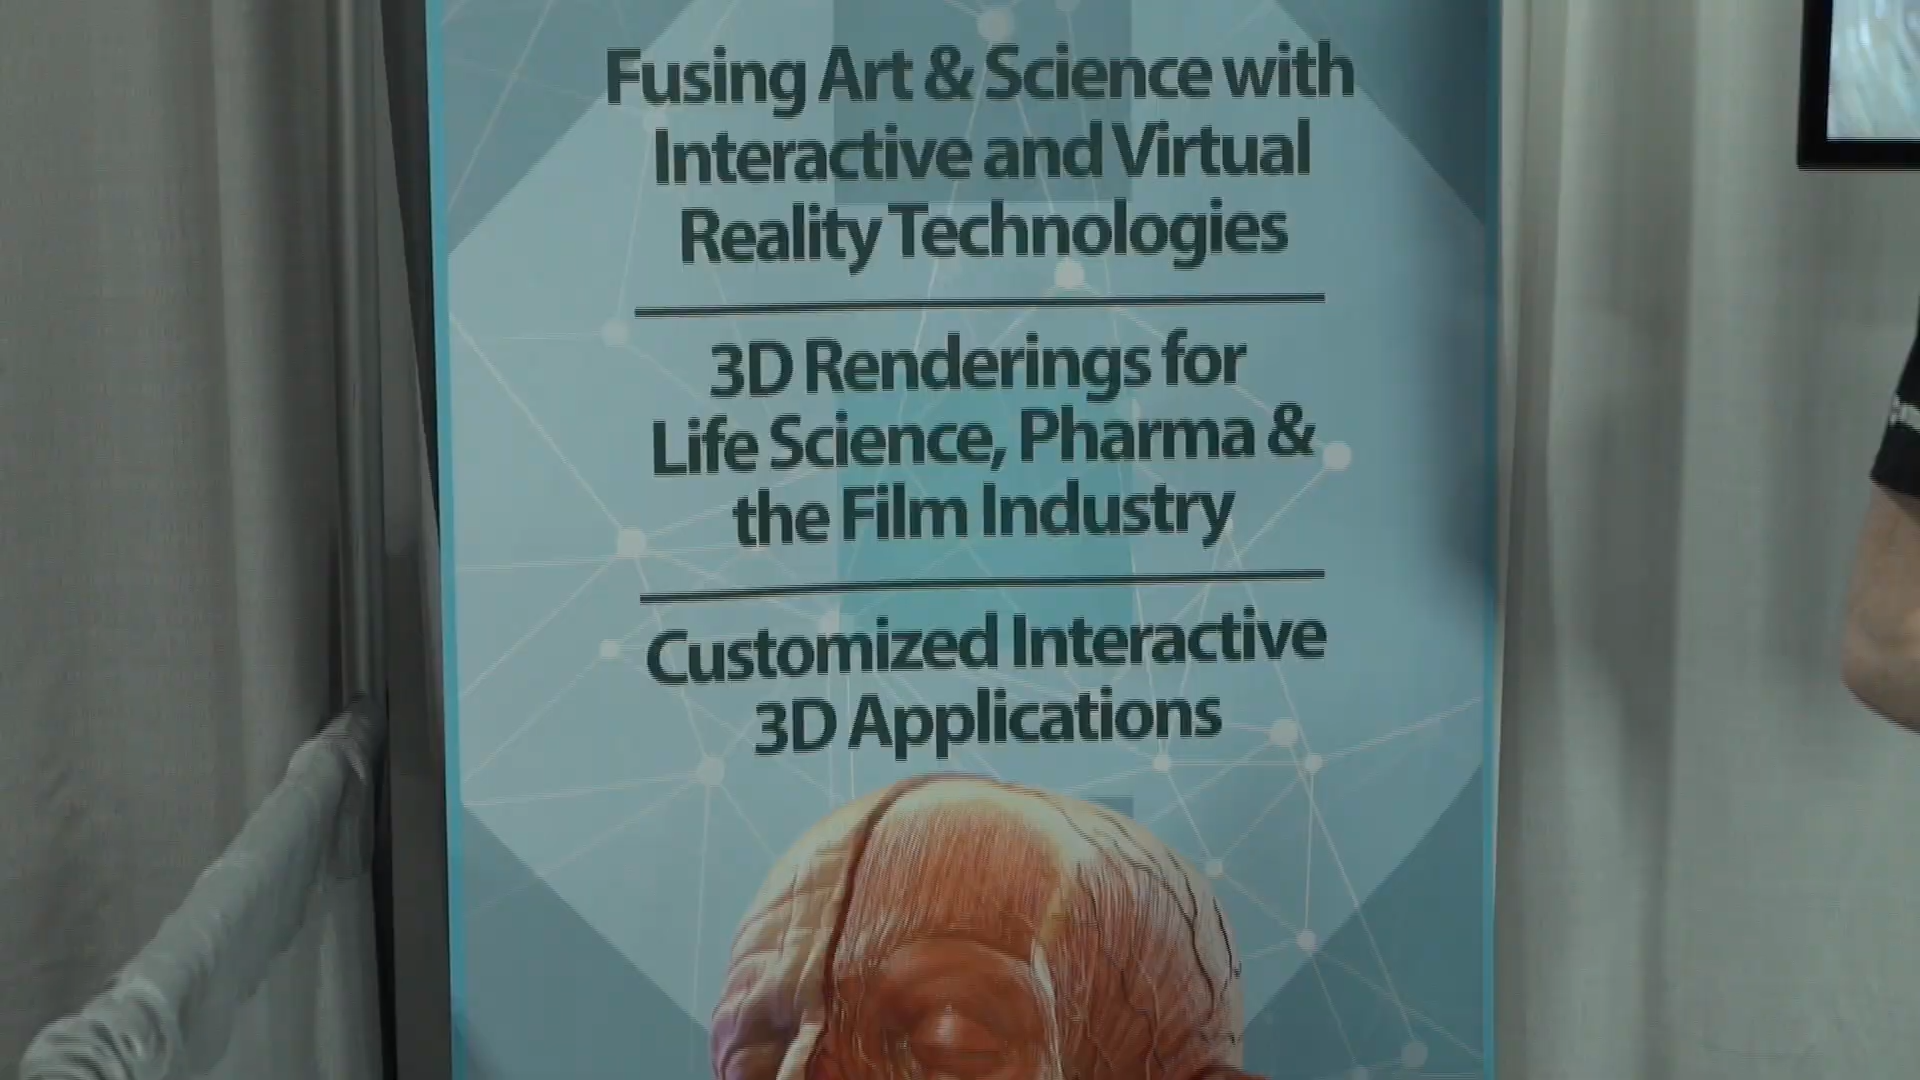 Fusing Art & Science with
Interactive and Virtual
Reality Technologies
3D Renderings for
Life Science, Pharma &
the Film Industry
Customized Interactive
3D Applications